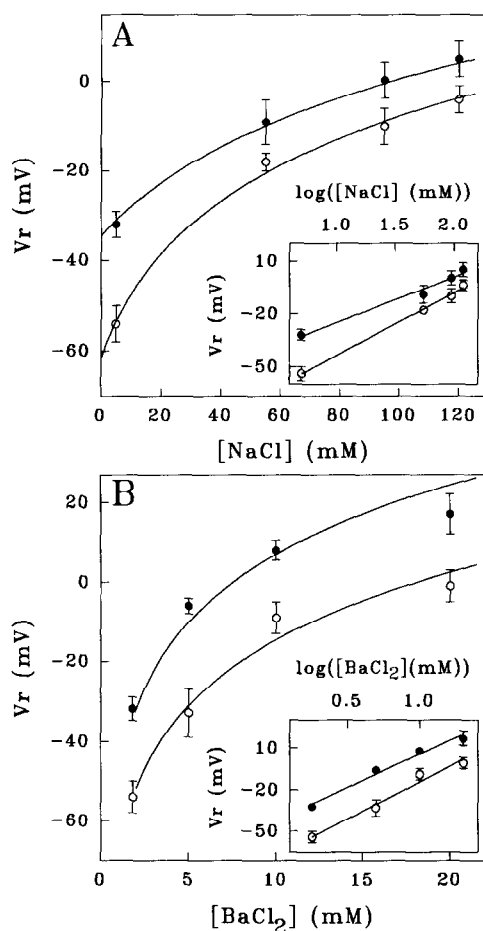 A
0
−20
−40
−60
Vr (mV)
0 20 40 60 80 100 120
[NaCl] (mM)
log([NaCl] (mM))
1.0 1.5 2.0
10
−20
−50
Vr (mV)
B
20
0
−20
−40
−60
Vr (mV)
0 5 10 15 20
[BaCl2] (mM)
log([BaCl2](mM))
0.5 1.0
10
−20
−50
Vr (mV)